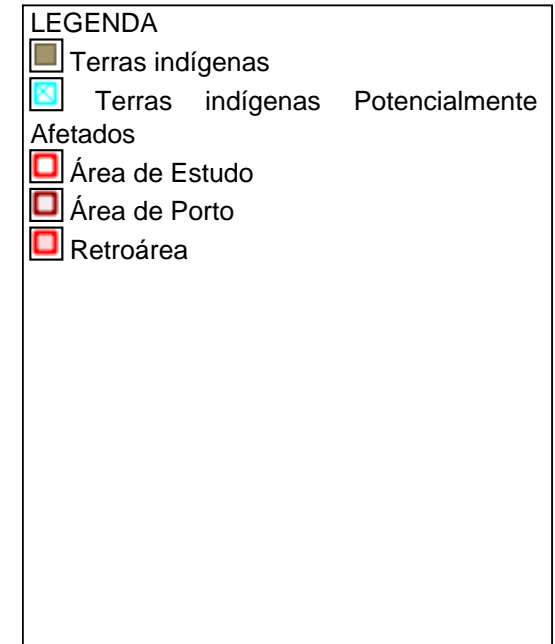 LEGENDA
Terras indígenas
Terras indígenas Potencialmente
Afetados
Área de Estudo
Área de Porto
Retroárea